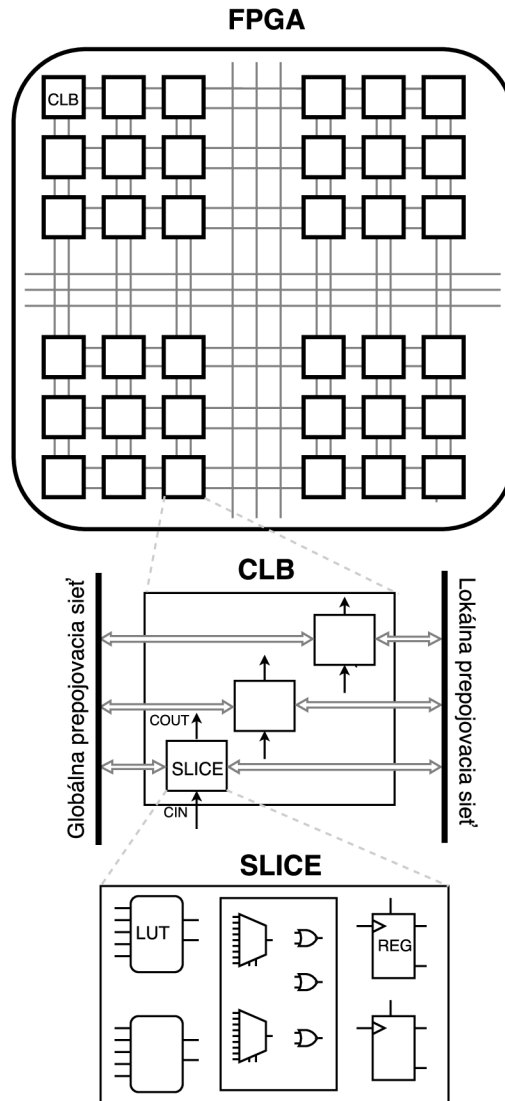 FPGA
CLB
CLB
Globálna prepojovacia sieť
Lokálna prepojovacia sieť
COUT
SLICE
CIN
SLICE
LUT
REG